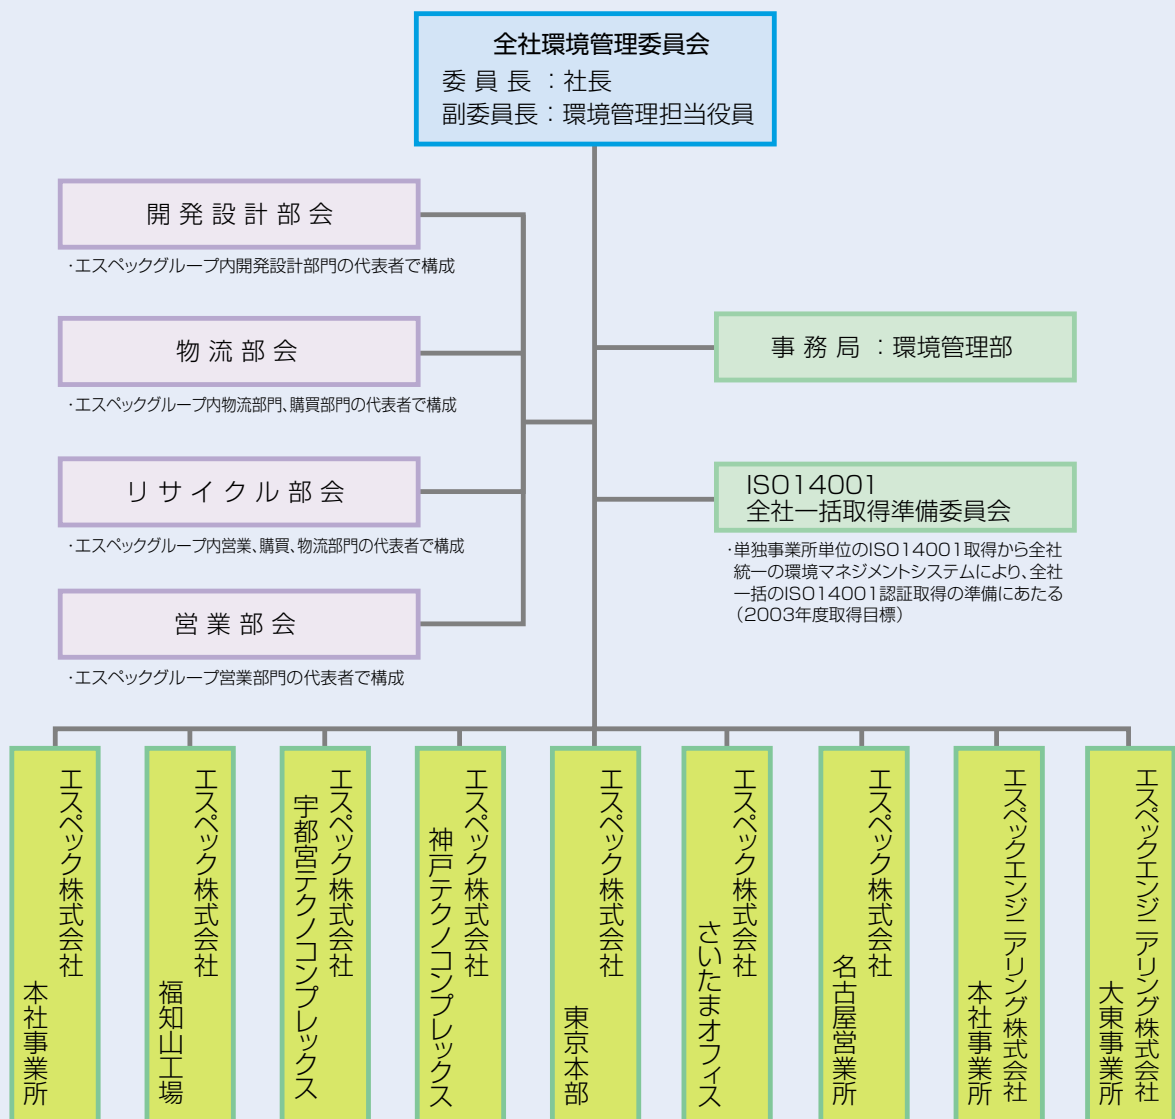 全社環境管理委員会
委員長：社長
副委員長：環境管理担当役員
開発設計部会
・エスペックグループ内開発設計部門の代表者で構成
物流部会
・エスペックグループ内物流部門、購買部門の代表者で構成
リサイクル部会
・エスペックグループ内営業、購買、物流部門の代表者で構成
営業部会
・エスペックグループ営業部門の代表者で構成
事務局：環境管理部
ISO14001
全社一括取得準備委員会
・単独事業所単位のISO14001取得から全社
統一の環境マネジメントシステムにより、全社
一括のISO14001認証取得の準備にあたる
（2003年度取得目標）
エスペック株式会社
本社事業所
エスペック株式会社
福知山工場
エスペック株式会社
宇都宮テクノコンプレックス
エスペック株式会社
神戸テクノコンプレックス
エスペック株式会社
東京本部
エスペック株式会社
さいたまオフィス
エスペック株式会社
名古屋営業所
エスペックエンジニアリング株式会社
本社事業所
エスペックエンジニアリング株式会社
大東事業所